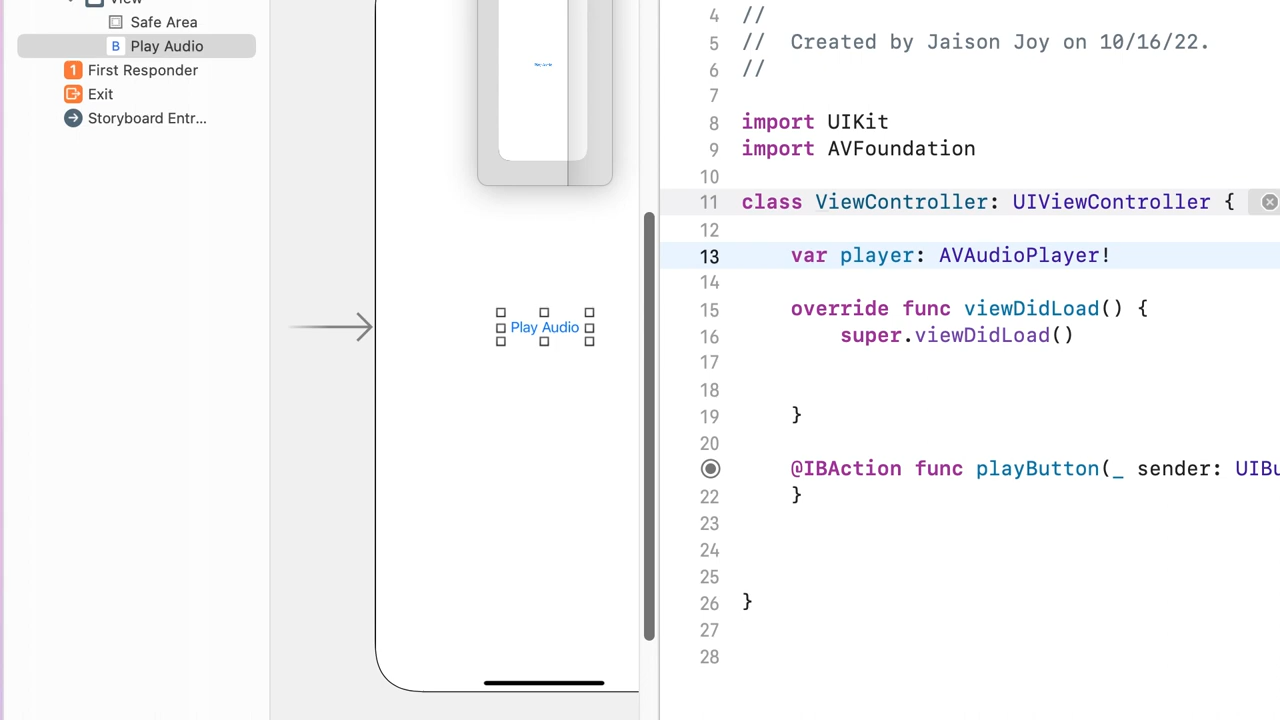 View
Safe Area
B Play Audio
1 First Responder
Exit
Storyboard Entr...
Play Audio
4 //
5 //  Created by Jaison Joy on 10/16/22.
6 //
7
8 import UIKit
9 import AVFoundation
10
11 class ViewController: UIViewController {
12
13     var player: AVAudioPlayer!
14
15     override func viewDidLoad() {
16         super.viewDidLoad()
17
18
19     }
20
@IBAction func playButton(_ sender: UIBu
22     }
23
24
25
26 }
27
28